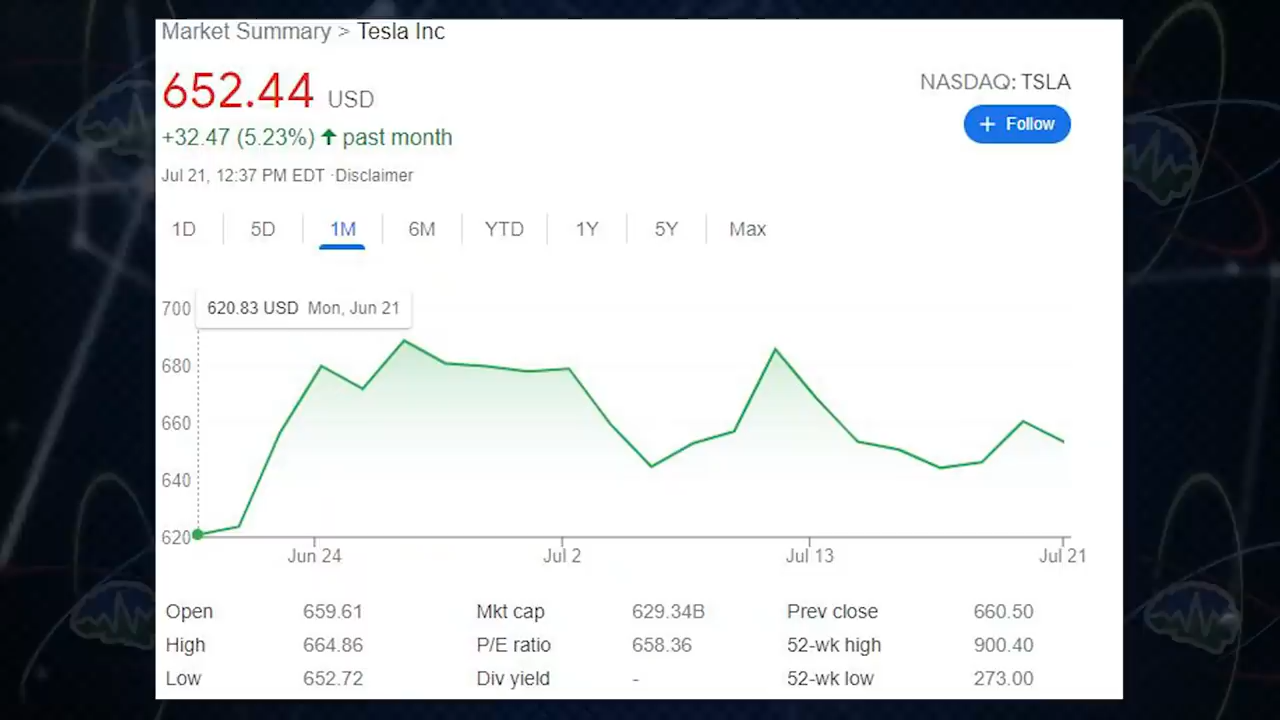 Market Summary > Tesla Inc
652.44 USD
NASDAQ: TSLA
+32.47 (5.23%) ↑ past month
+ Follow
Jul 21, 12:37 PM EDT ·Disclaimer
1D 5D 1M 6M YTD 1Y 5Y Max
700
620.83 USD Mon, Jun 21
680
660
640
620
Jun 24 Jul 2 Jul 13 Jul 21
Open 659.61 Mkt cap 629.34B Prev close 660.50
High 664.86 P/E ratio 658.36 52-wk high 900.40
Low 652.72 Div yield - 52-wk low 273.00